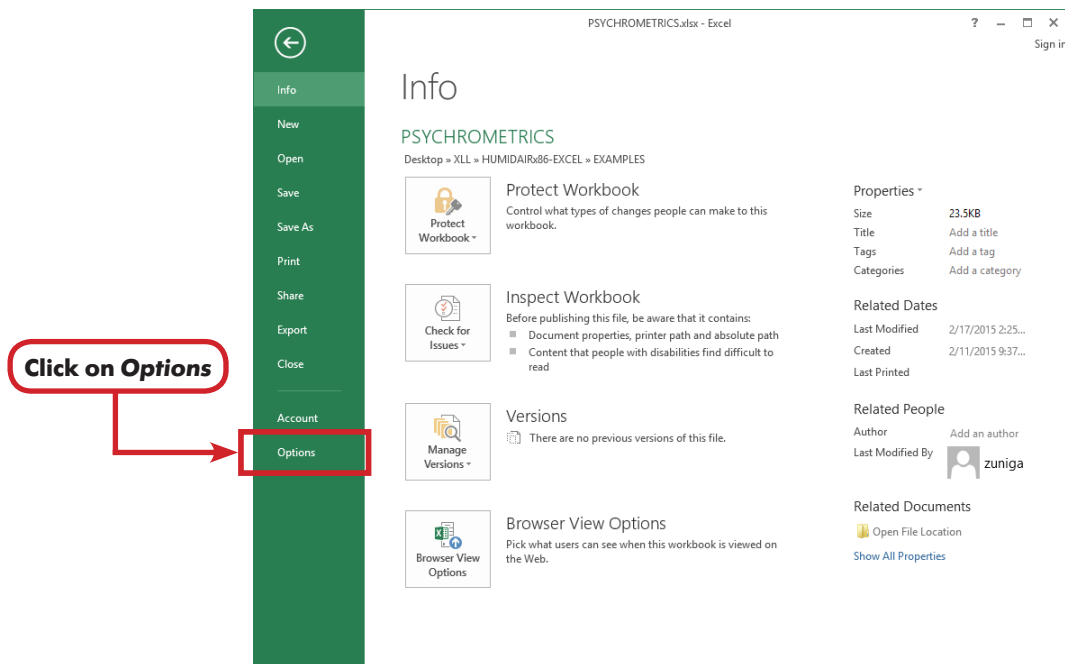 PSYCHROMETRICS.xlsx - Excel
?
Sign in
Info
New
Open
Save
Save As
Print
Share
Export
Close
Account
Options
Click on Options
Info
PSYCHROMETRICS
Desktop » XLL » HUMIDAIRx86-EXCEL » EXAMPLES
Protect
Workbook
Protect Workbook
Control what types of changes people can make to this
workbook.
Check for
Issues
Inspect Workbook
Before publishing this file, be aware that it contains:
Document properties, printer path and absolute path
Content that people with disabilities find difficult to
read
Manage
Versions
Versions
There are no previous versions of this file.
Browser View
Options
Browser View Options
Pick what users can see when this workbook is viewed on
the Web.
Properties
Size 23.5KB
Title Add a title
Tags Add a tag
Categories Add a category
Related Dates
Last Modified 2/17/2015 2:25...
Created 2/11/2015 9:37...
Last Printed
Related People
Author Add an author
Last Modified By zuniga
Related Documents
Open File Location
Show All Properties